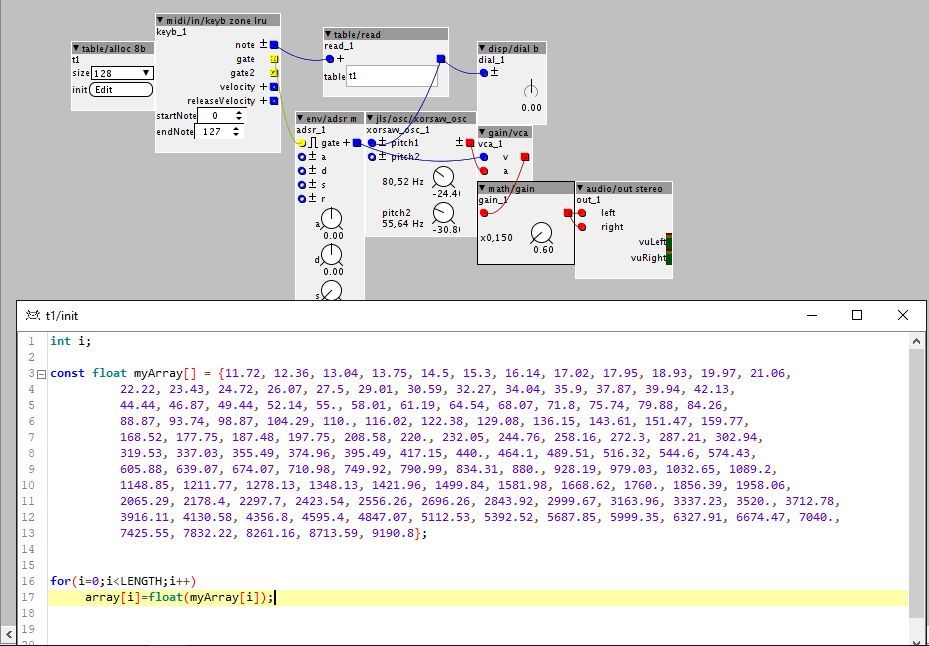 midi/in/keyb zone lru
keyb_1
note
gate
gate2
velocity
releaseVelocity
startNote 0
endNote 127
table/alloc 8b
t1
size 128
init Edit
table/read
read_1
table t1
disp/dial b
dial_1
0.00
env/adsr m
adsr_1
gate
a
d
s
r
a
0.00
d
0.00
s
jls/osc/xorsaw_osc
xorsaw_osc_1
pitch1
pitch2
80,52 Hz
-24.4
pitch2
55,64 Hz
-30.8
gain/vca
vca_1
v
a
math/gain
gain_1
x0,150
0.60
audio/out stereo
out_1
left
right
vuLeft
vuRight
t1/init
1 int i;
2
3 const float myArray[] = {11.72, 12.36, 13.04, 13.75, 14.5, 15.3, 16.14, 17.02, 17.95, 18.93, 19.97, 21.06,
4 22.22, 23.43, 24.72, 26.07, 27.5, 29.01, 30.59, 32.27, 34.04, 35.9, 37.87, 39.94, 42.13,
5 44.44, 46.87, 49.44, 52.14, 55., 58.01, 61.19, 64.54, 68.07, 71.8, 75.74, 79.88, 84.26,
6 88.87, 93.74, 98.87, 104.29, 110., 116.02, 122.38, 129.08, 136.15, 143.61, 151.47, 159.77,
7 168.52, 177.75, 187.48, 197.75, 208.58, 220., 232.05, 244.76, 258.16, 272.3, 287.21, 302.94,
8 319.53, 337.03, 355.49, 374.96, 395.49, 417.15, 440., 464.1, 489.51, 516.32, 544.6, 574.43,
9 605.88, 639.07, 674.07, 710.98, 749.92, 790.99, 834.31, 880., 928.19, 979.03, 1032.65, 1089.2,
10 1148.85, 1211.77, 1278.13, 1348.13, 1421.96, 1499.84, 1581.98, 1668.62, 1760., 1856.39, 1958.06,
11 2065.29, 2178.4, 2297.7, 2423.54, 2556.26, 2696.26, 2843.92, 2999.67, 3163.96, 3337.23, 3520., 3712.78,
12 3916.11, 4130.58, 4356.8, 4595.4, 4847.07, 5112.53, 5392.52, 5687.85, 5999.35, 6327.91, 6674.47, 7040.,
13 7425.55, 7832.22, 8261.16, 8713.59, 9190.8};
14
15
16 for(i=0;i<LENGTH;i++)
17 array[i]=float(myArray[i]);
18
19